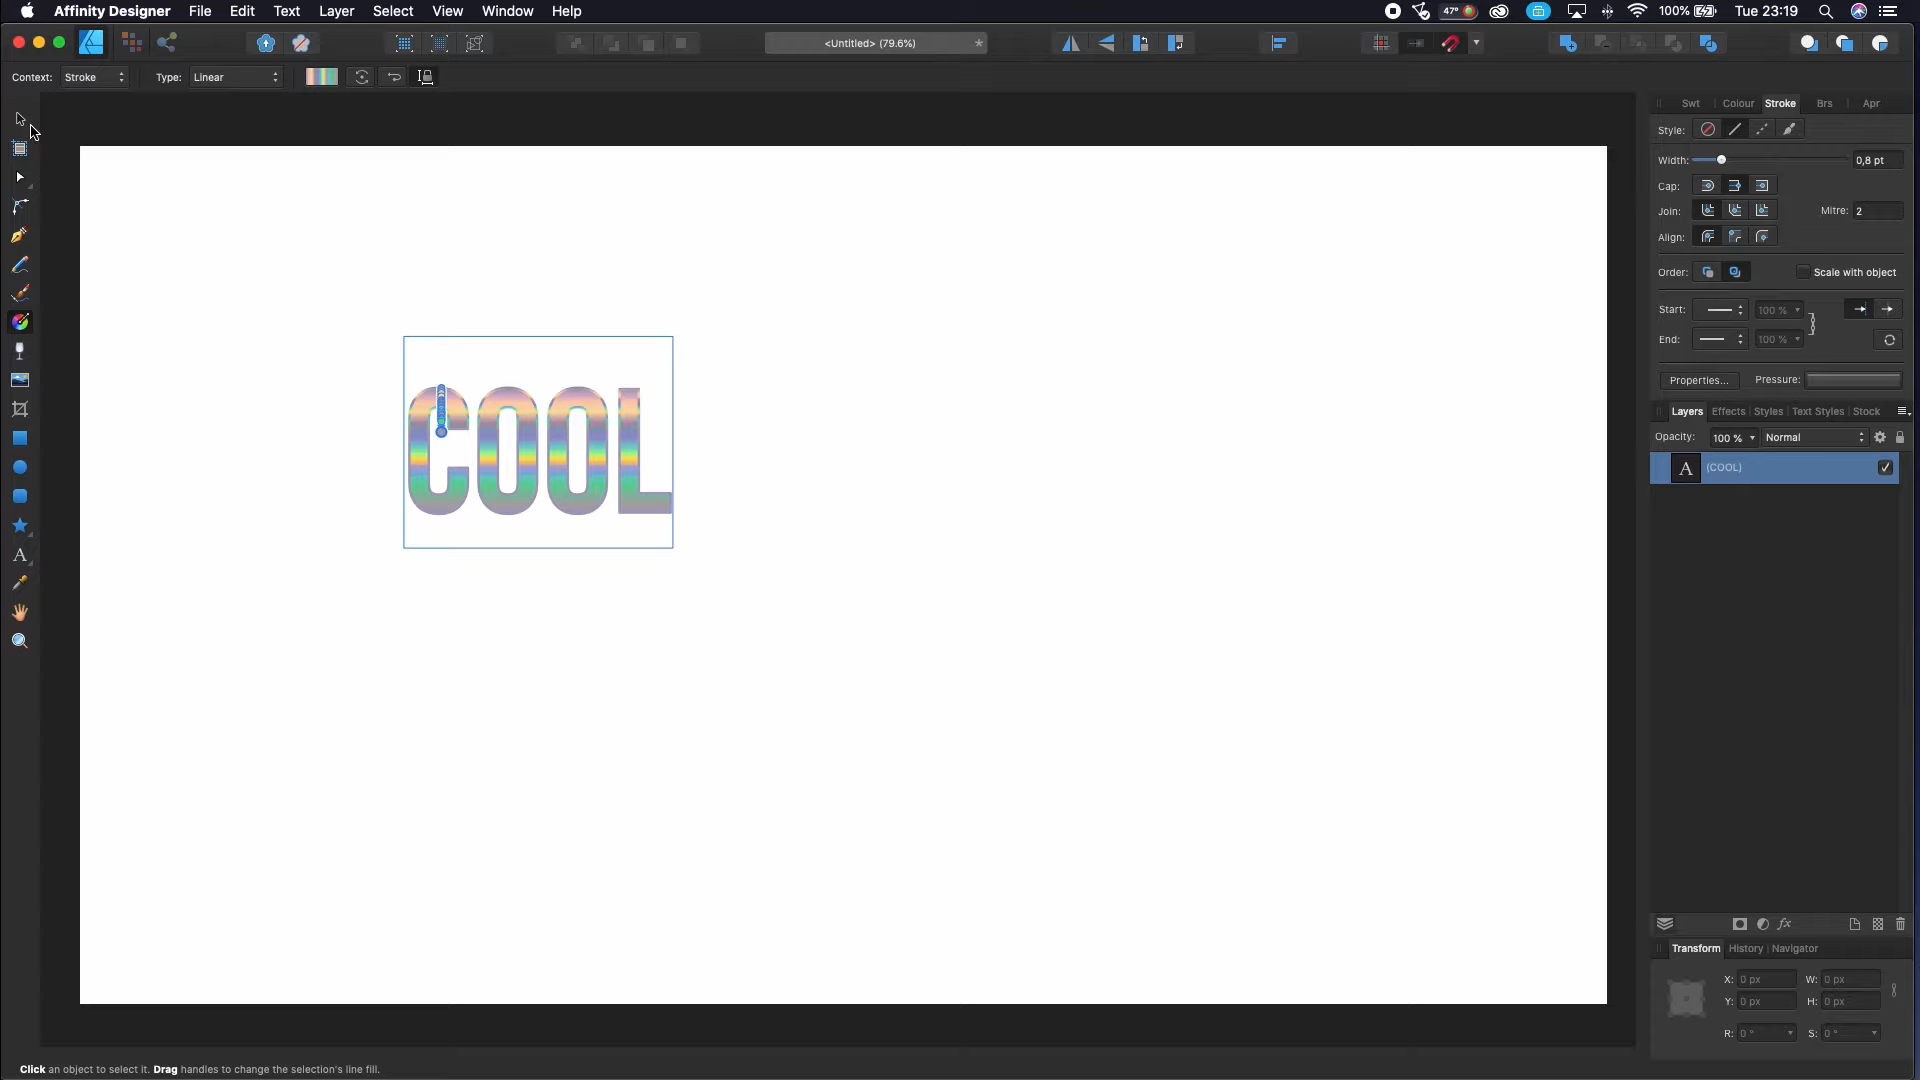 Affinity Designer File Edit Text Layer Select View Window Help 47° 100% Tue 23:19
<Untitled> (79.6%) *
Context: Stroke Type: Linear
Swt Colour Stroke Brs Apr
Style:
Width: 0,8 pt
Cap:
Join: Mitre: 2
Align:
Order: Scale with object
Start: 100 %
End: 100 %
Properties... Pressure:
Layers Effects Styles Text Styles Stock
Opacity: 100 % Normal
A (COOL)
COOL
A
fx
Transform History Navigator
X: 0 px W: 0 px
Y: 0 px H: 0 px
R: 0 ° S: 0 °
Click an object to select it. Drag handles to change the selection's line fill.